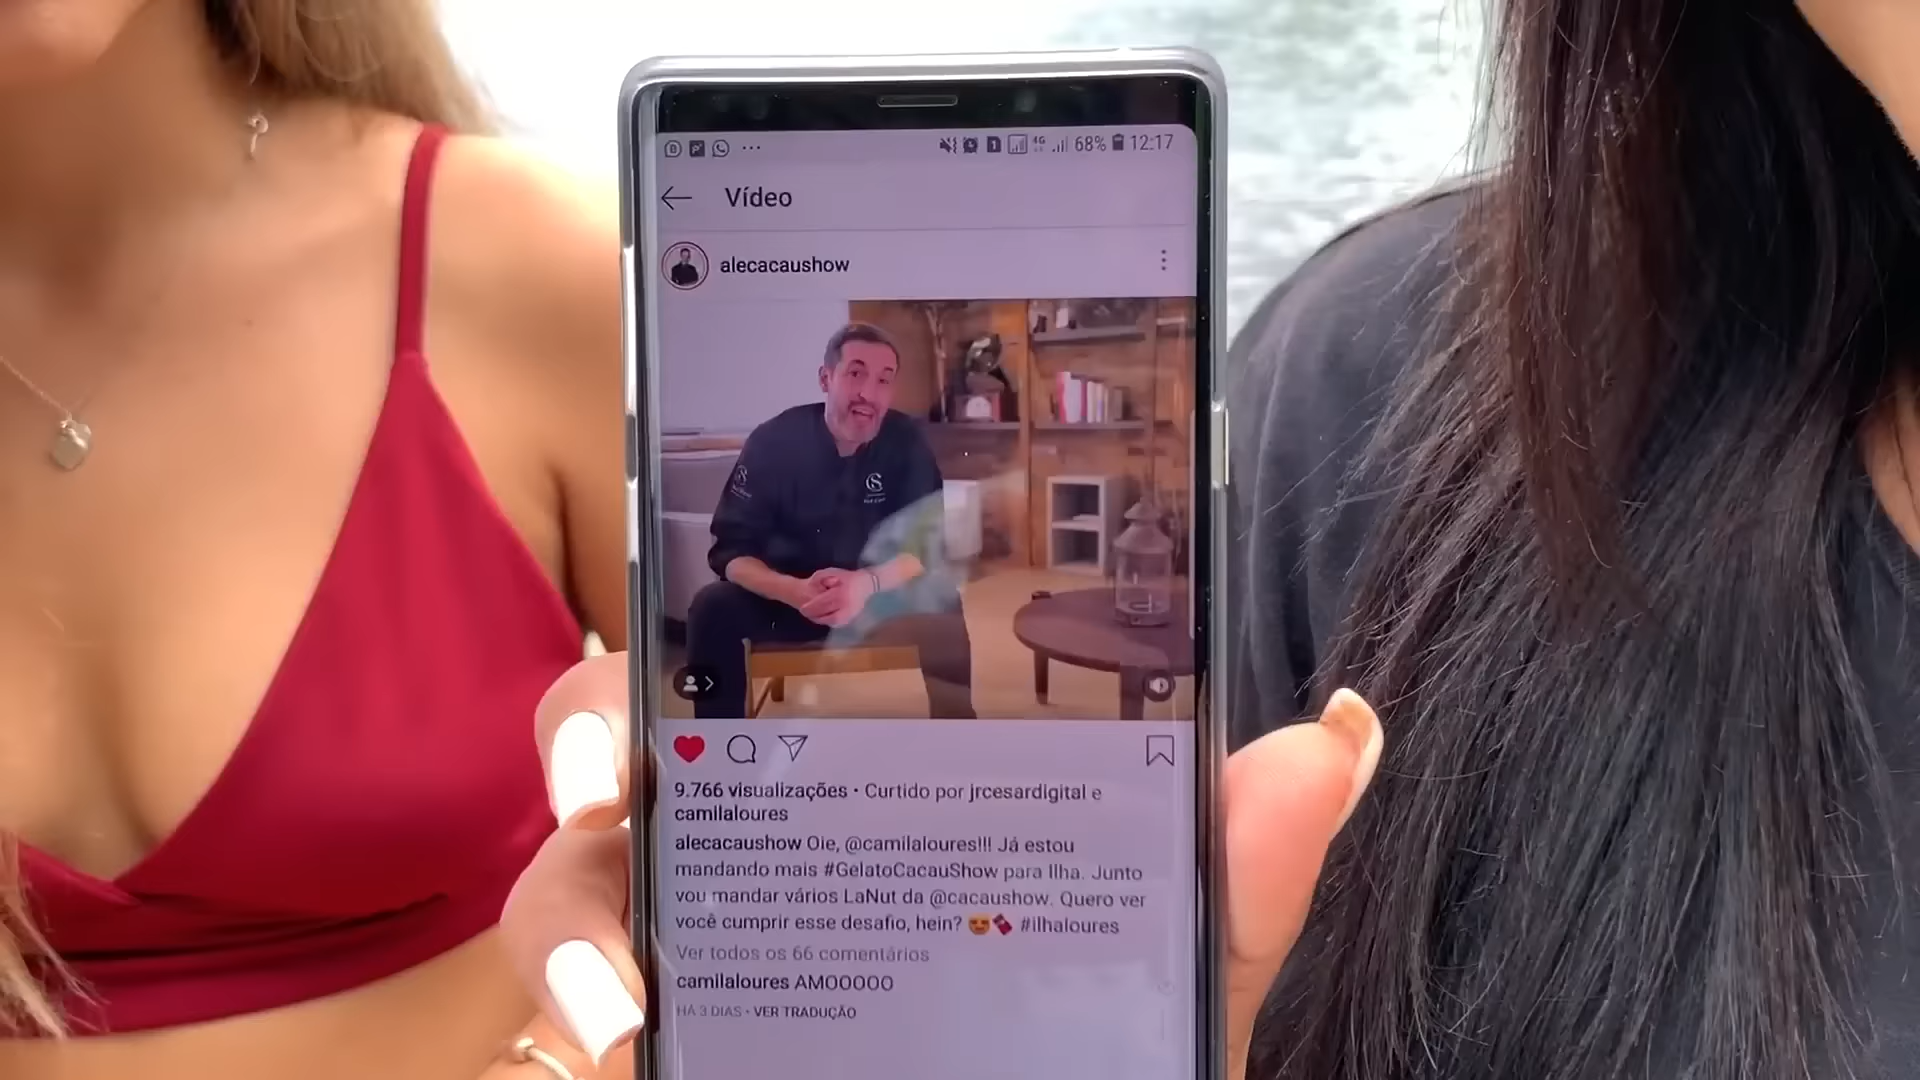 4G 68% 12:17
Vídeo
alecacaushow
9.766 visualizações • Curtido por jrcesardigital e
camilaloures
alecacaushow Oie, @camilaloures!!! Já estou
mandando mais #GelatoCacauShow para Ilha. Junto
vou mandar vários LaNut da @cacaushow. Quero ver
você cumprir esse desafio, hein? 😍🍫 #ilhaloures
Ver todos os 66 comentários
camilaloures AMOOOOO
HÁ 3 DIAS • VER TRADUÇÃO